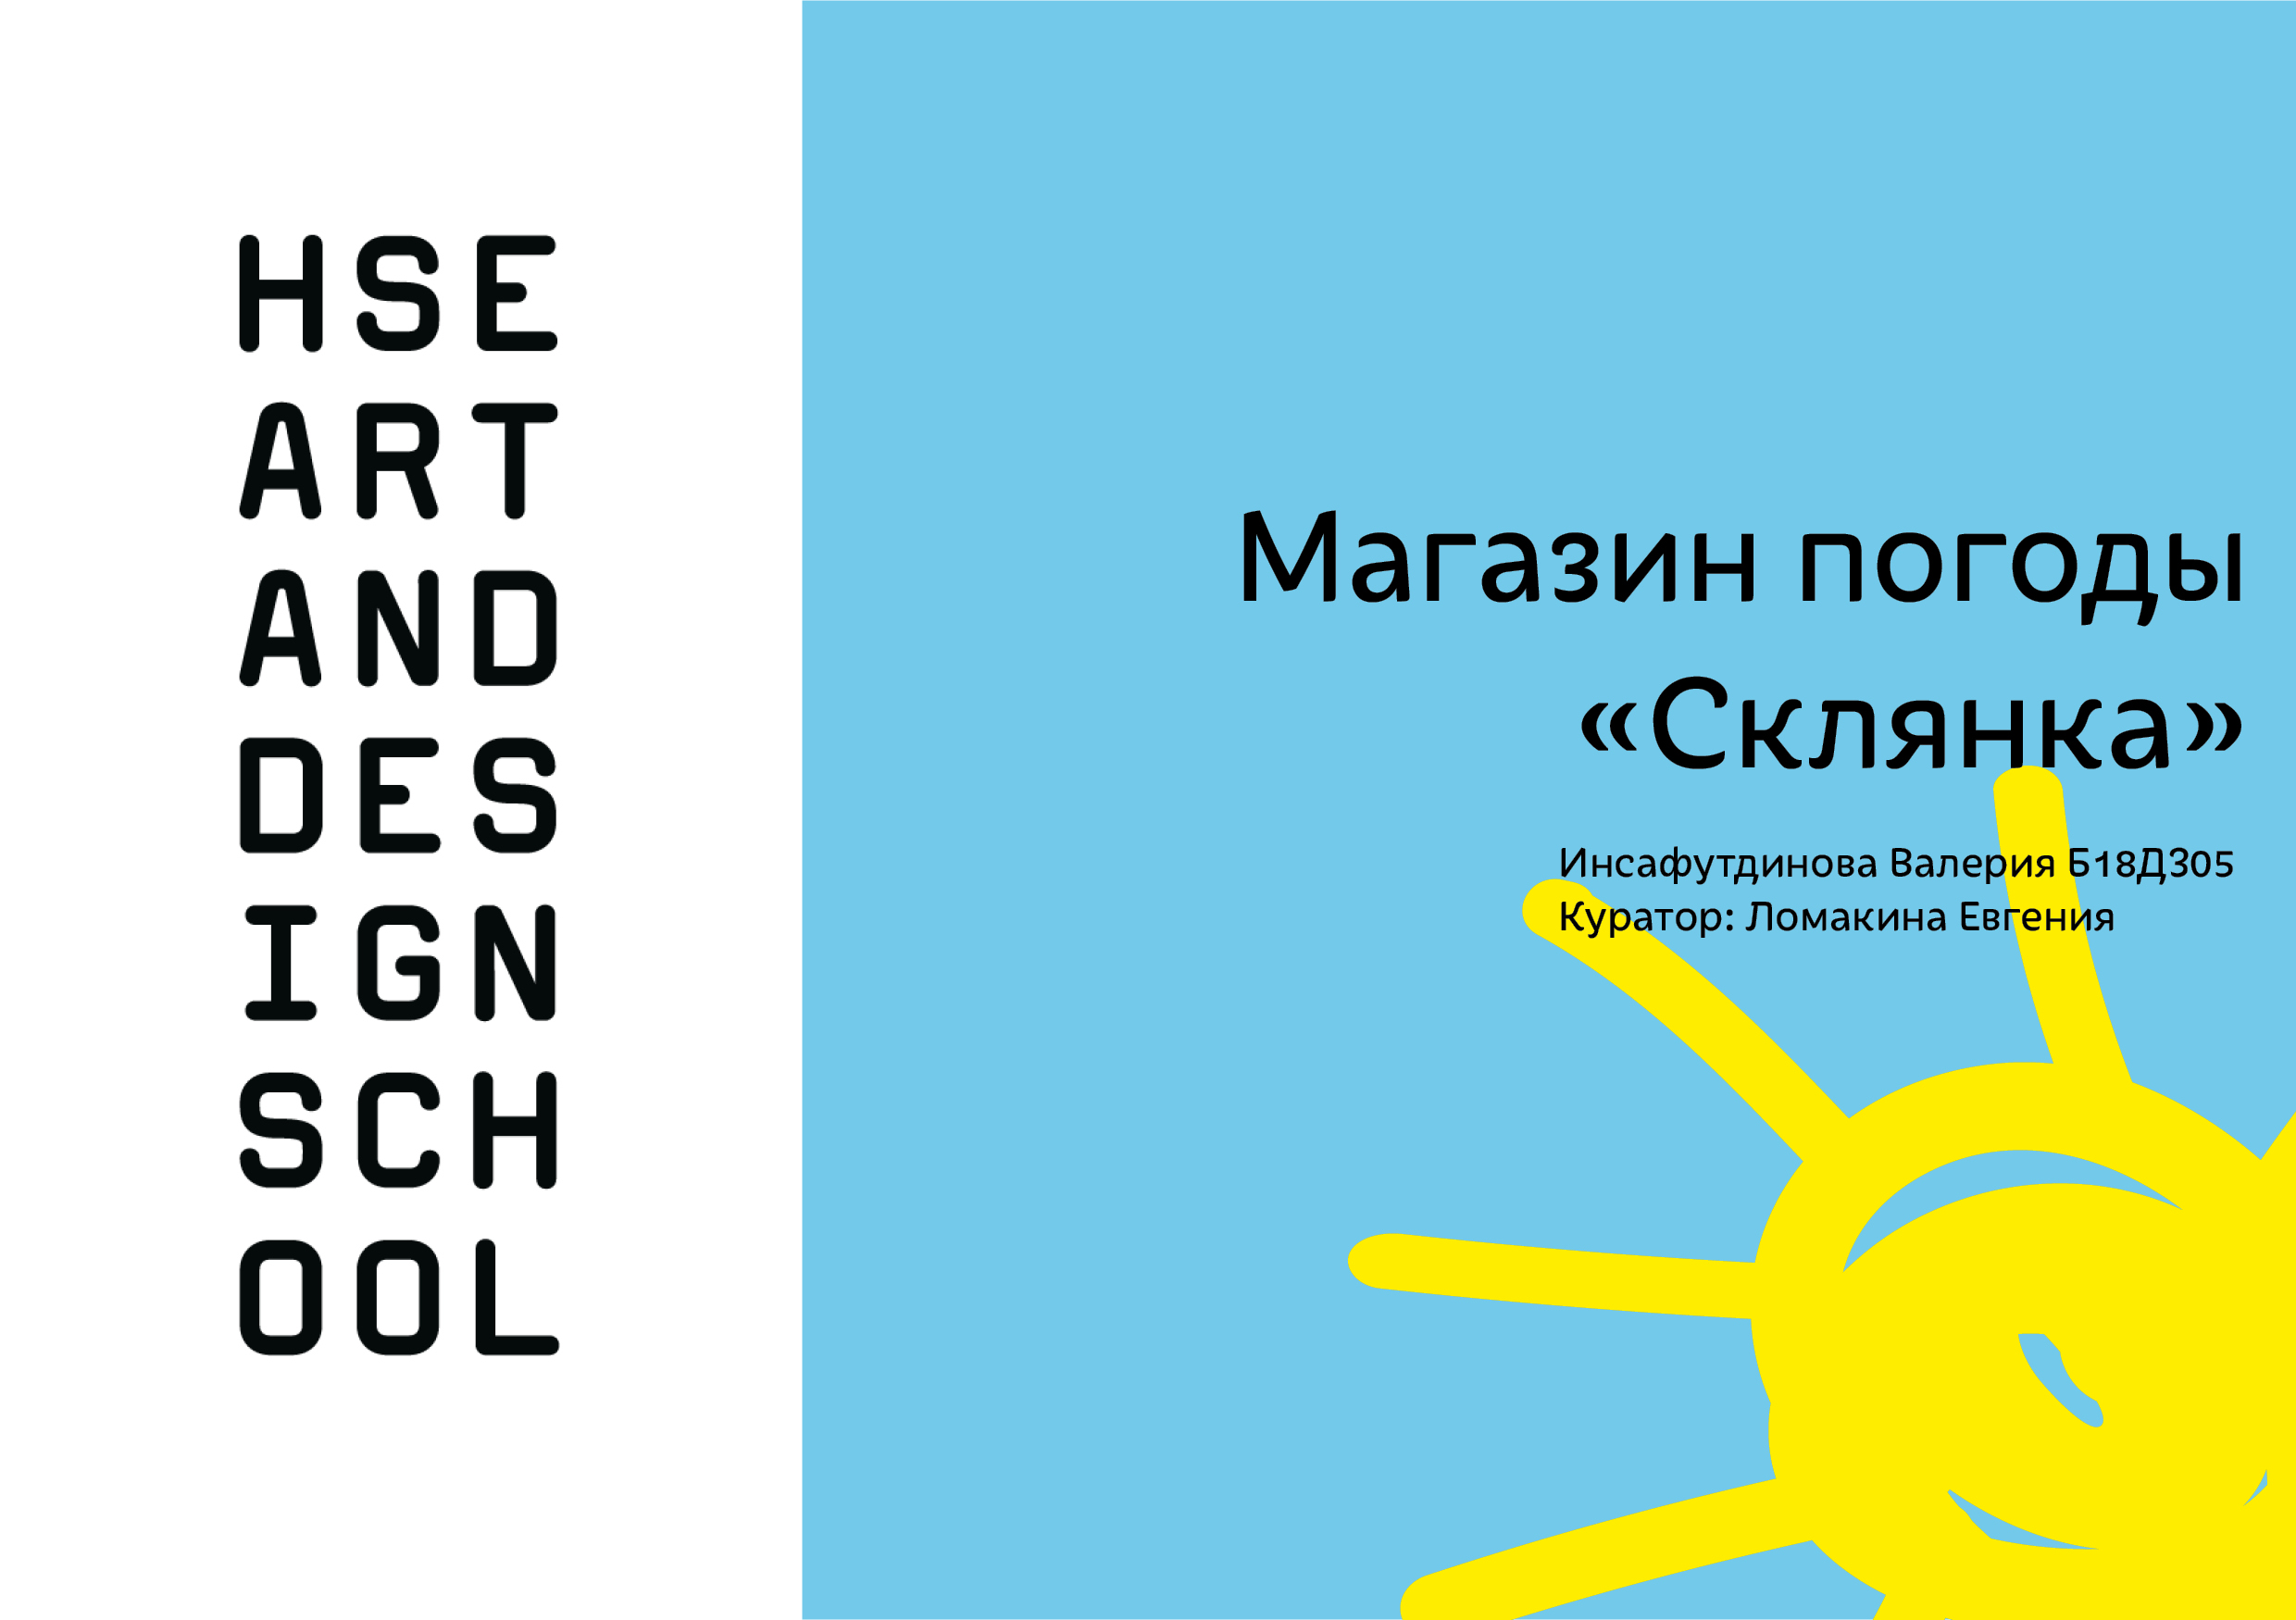 HSE
ART
AND
DES
IGN
SCH
OOL
Магазин погоды
«Склянка»
Инсафутдинова Валерия Б18Д305
Куратор: Ломакина Евгения